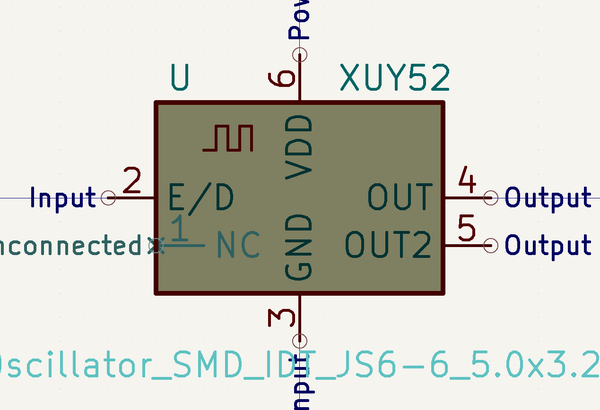 Pow
U
XUY52
6
VDD
2
Input
E/D
OUT
4
Output
nconnected
1
NC
GND
OUT2
5
Output
3
Oscillator_SMD_IDT_JS6-6_5.0x3.2
nput